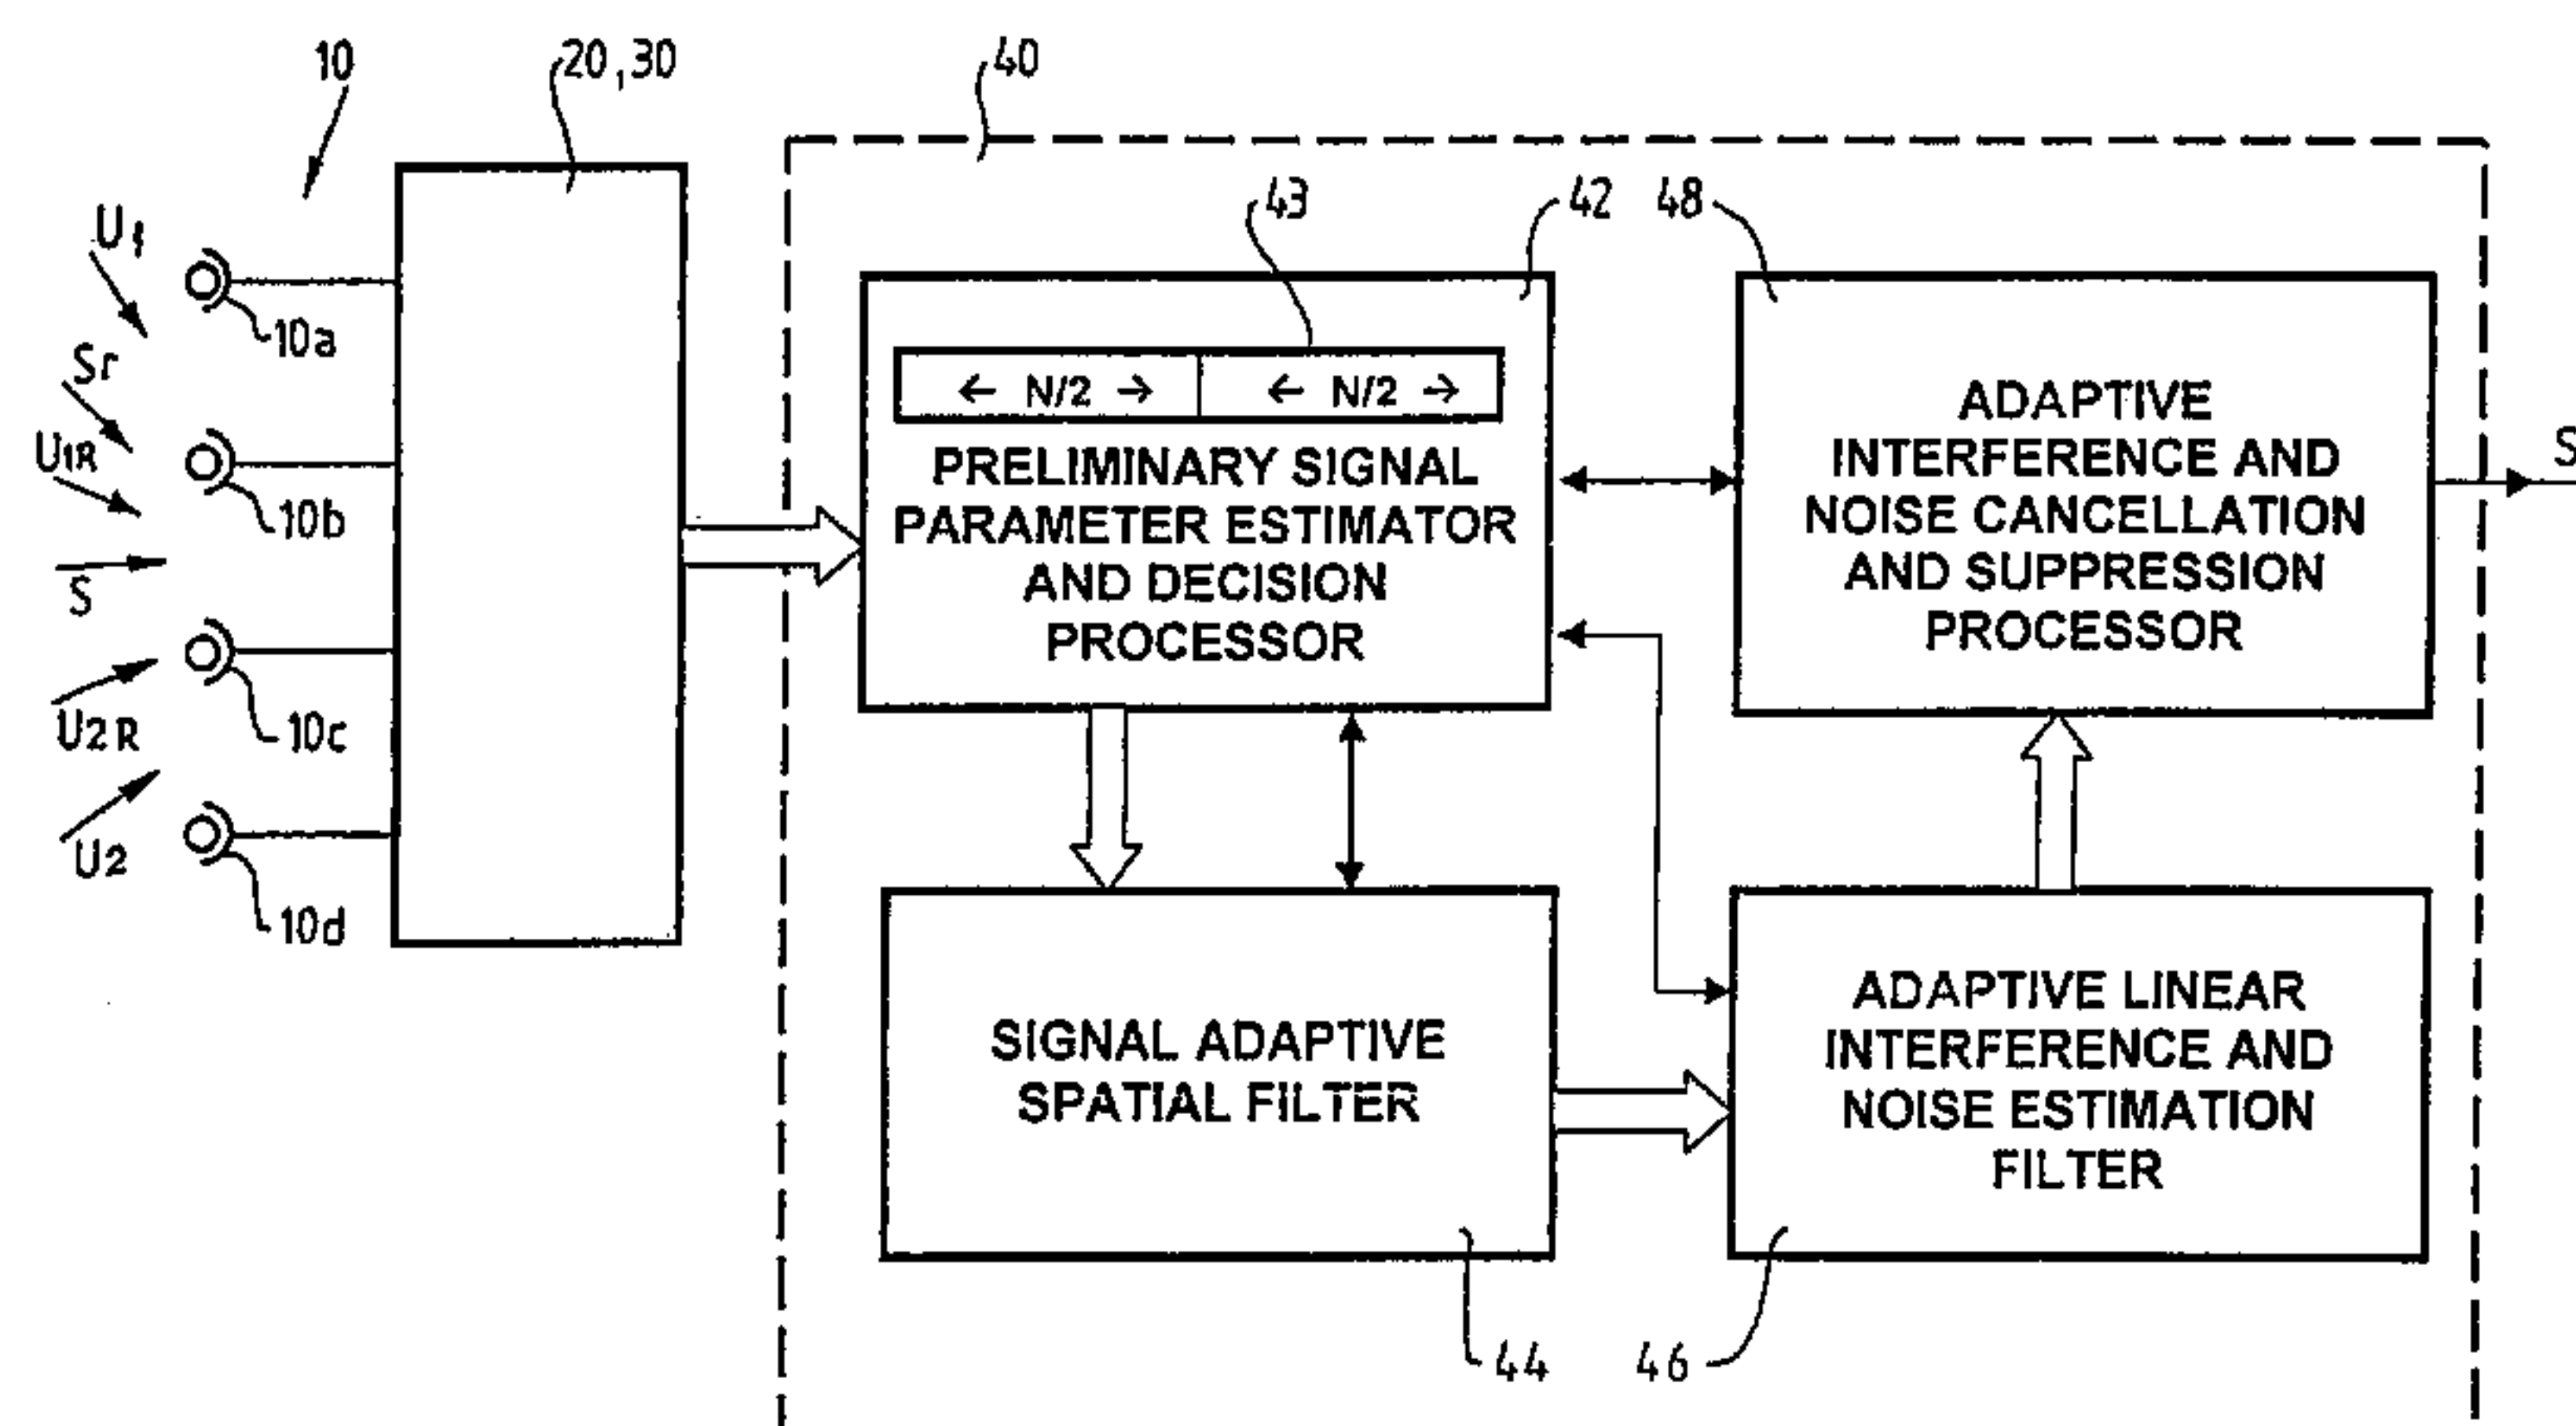 10
20,30
40
43
42
48
U1
10a
Sr
U1R
10b
S
U2R
10c
U2
10d
← N/2 →
← N/2 →
PRELIMINARY SIGNAL
PARAMETER ESTIMATOR
AND DECISION
PROCESSOR
ADAPTIVE
INTERFERENCE AND
NOISE CANCELLATION
AND SUPPRESSION
PROCESSOR
S
SIGNAL ADAPTIVE
SPATIAL FILTER
ADAPTIVE LINEAR
INTERFERENCE AND
NOISE ESTIMATION
FILTER
44
46